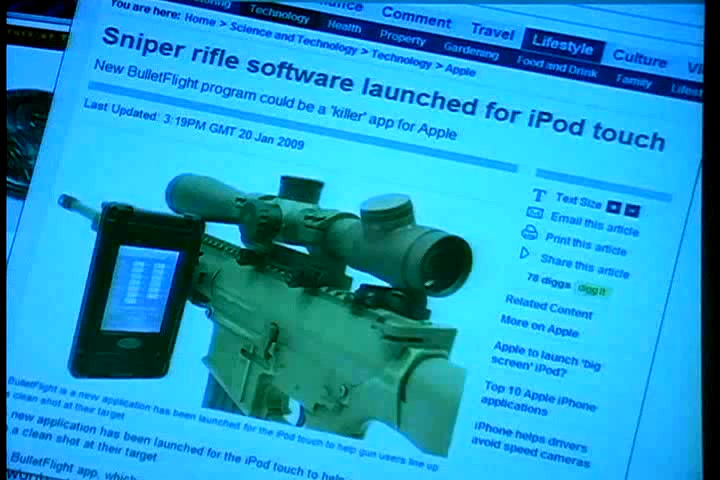 You are here: Home > Science and Technology > Technology > Apple
Comment Travel Lifestyle Culture
Technology Health Property Gardening Food and Drink Family
Sniper rifle software launched for iPod touch
New BulletFlight program could be a 'killer' app for Apple
Last Updated: 3:19PM GMT 20 Jan 2009
Text Size
Email this article
Print this article
Share this article
78 diggs digg it
Related Content
More on Apple
Apple to launch 'big
screen' iPod?
Top 10 Apple iPhone
applications
iPhone helps drivers
avoid speed cameras
BulletFlight is a new application has been launched for the iPod touch to help gun users line up
a clean shot at their target
new application has been launched for the iPod touch to help
a clean shot at their target
BulletFlight app, which